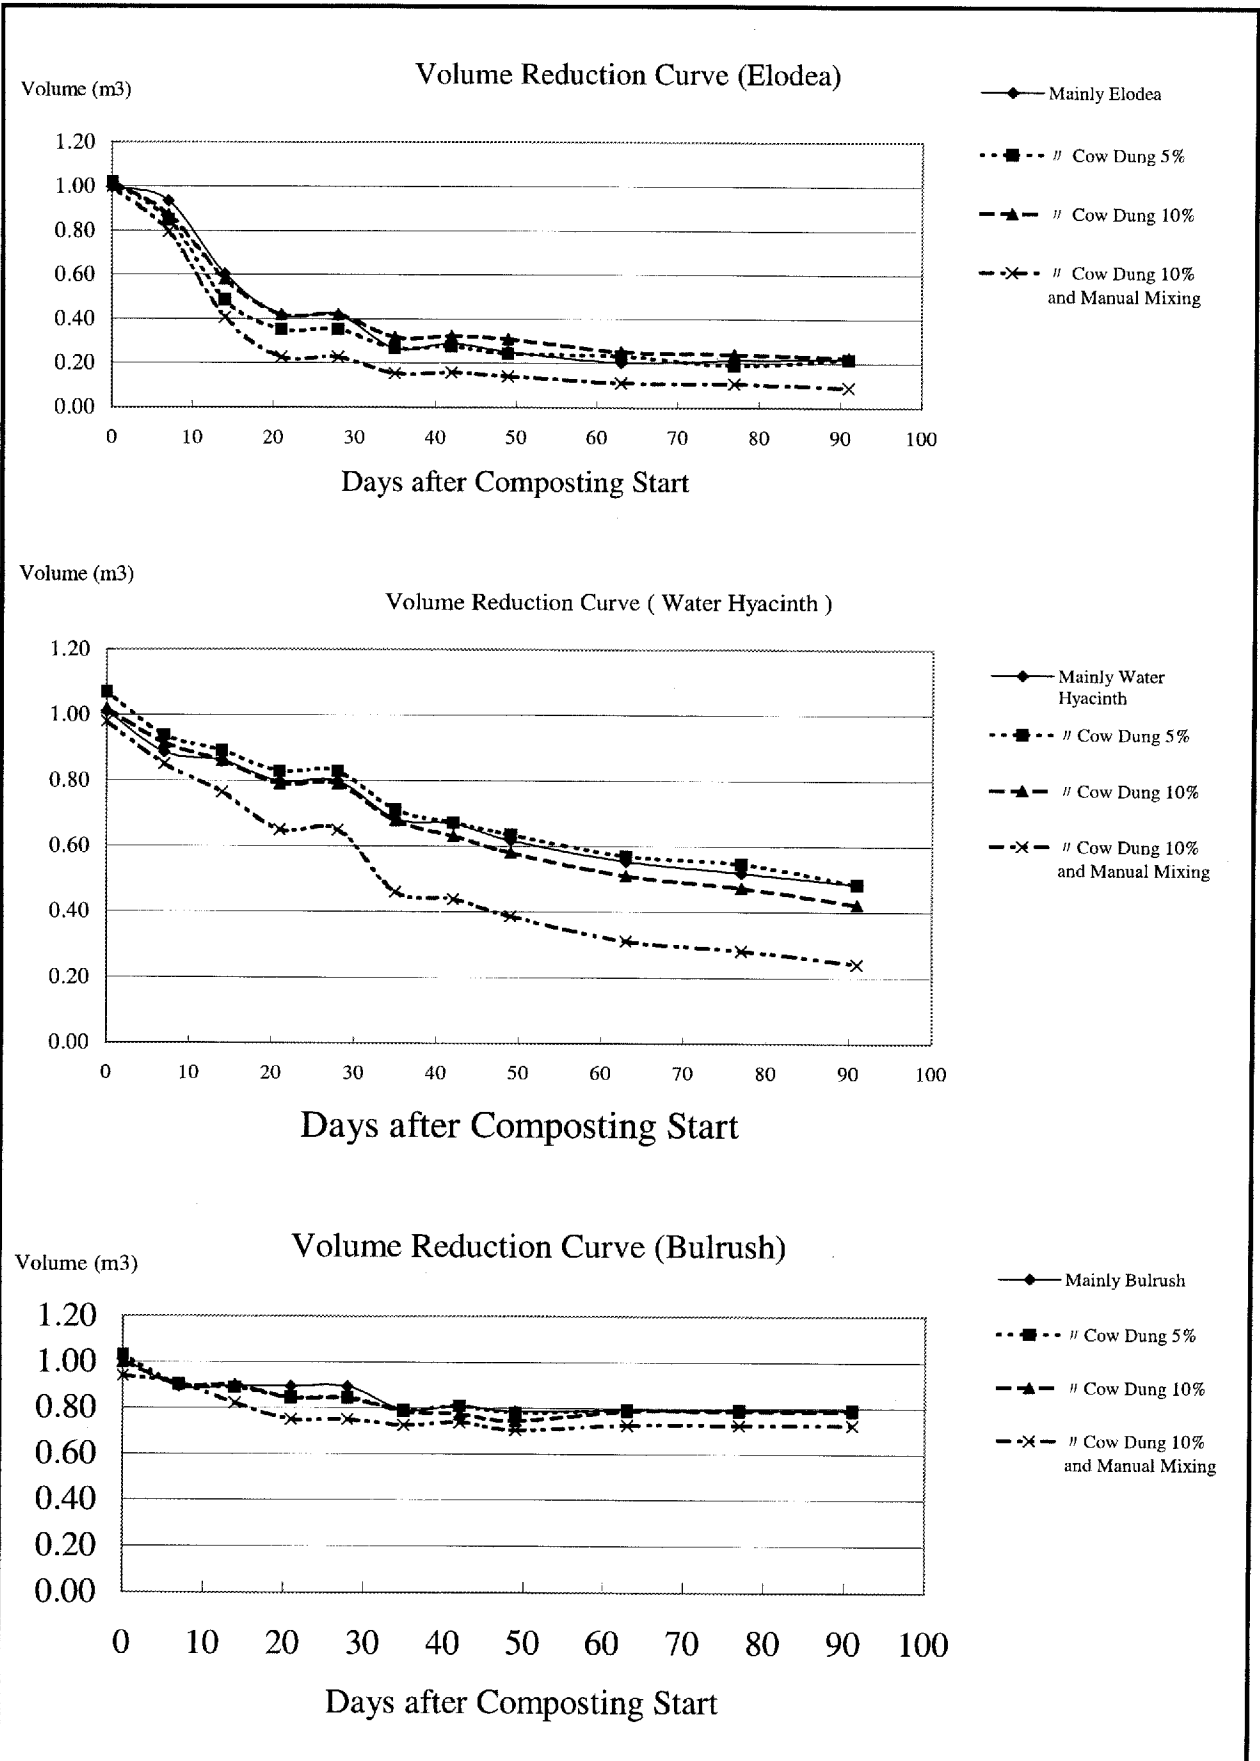 Volume Reduction Curve (Elodea)
Volume (m3)
Mainly Elodea
〃 Cow Dung 5%
〃 Cow Dung 10%
〃 Cow Dung 10%
and Manual Mixing
1.20
1.00
0.80
0.60
0.40
0.20
0.00
0 10 20 30 40 50 60 70 80 90 100
Days after Composting Start
Volume (m3)
Volume Reduction Curve ( Water Hyacinth )
Mainly Water
Hyacinth
〃 Cow Dung 5%
〃 Cow Dung 10%
〃 Cow Dung 10%
and Manual Mixing
1.20
1.00
0.80
0.60
0.40
0.20
0.00
0 10 20 30 40 50 60 70 80 90 100
Days after Composting Start
Volume Reduction Curve (Bulrush)
Volume (m3)
Mainly Bulrush
〃 Cow Dung 5%
〃 Cow Dung 10%
〃 Cow Dung 10%
and Manual Mixing
1.20
1.00
0.80
0.60
0.40
0.20
0.00
0 10 20 30 40 50 60 70 80 90 100
Days after Composting Start